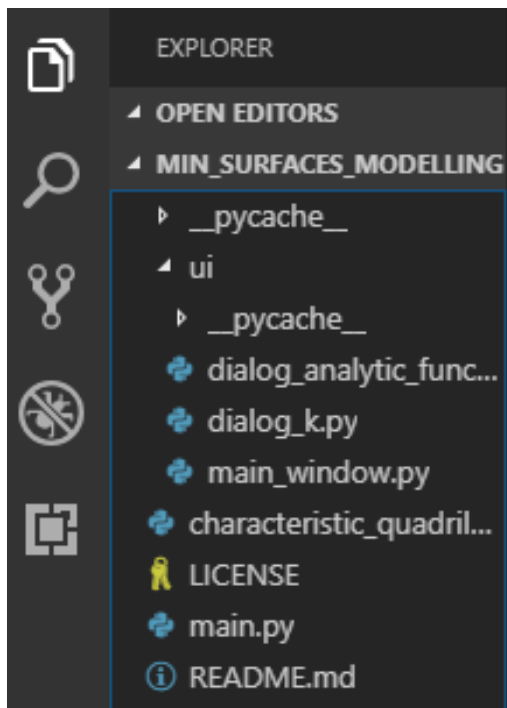 EXPLORER
OPEN EDITORS
MIN_SURFACES_MODELLING
__pycache__
ui
__pycache__
dialog_analytic_func...
dialog_k.py
main_window.py
characteristic_quadril...
LICENSE
main.py
README.md